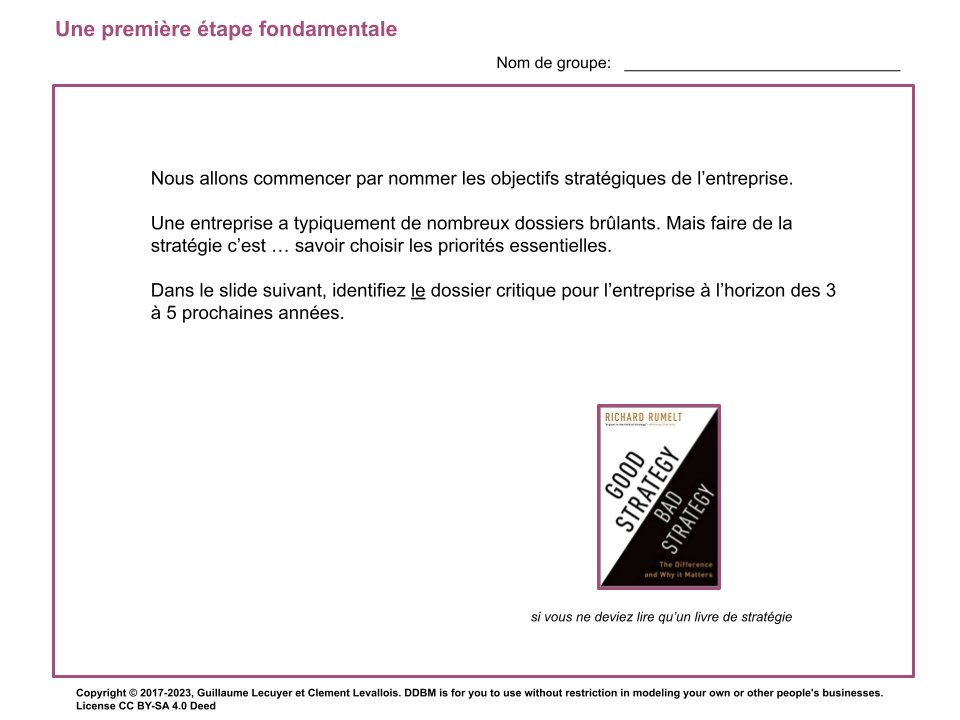 Une première étape fondamentale
Nom de groupe: _______________________________
Nous allons commencer par nommer les objectifs stratégiques de l’entreprise.
Une entreprise a typiquement de nombreux dossiers brûlants. Mais faire de la
stratégie c’est … savoir choisir les priorités essentielles.
Dans le slide suivant, identifiez le dossier critique pour l’entreprise à l’horizon des 3
à 5 prochaines années.
RICHARD RUMELT
GOOD
STRATEGY
BAD
STRATEGY
The Difference
and Why it Matters
si vous ne deviez lire qu’un livre de stratégie
Copyright © 2017-2023, Guillaume Lecuyer et Clement Levallois. DDBM is for you to use without restriction in modeling your own or other people's businesses.
License CC BY-SA 4.0 Deed